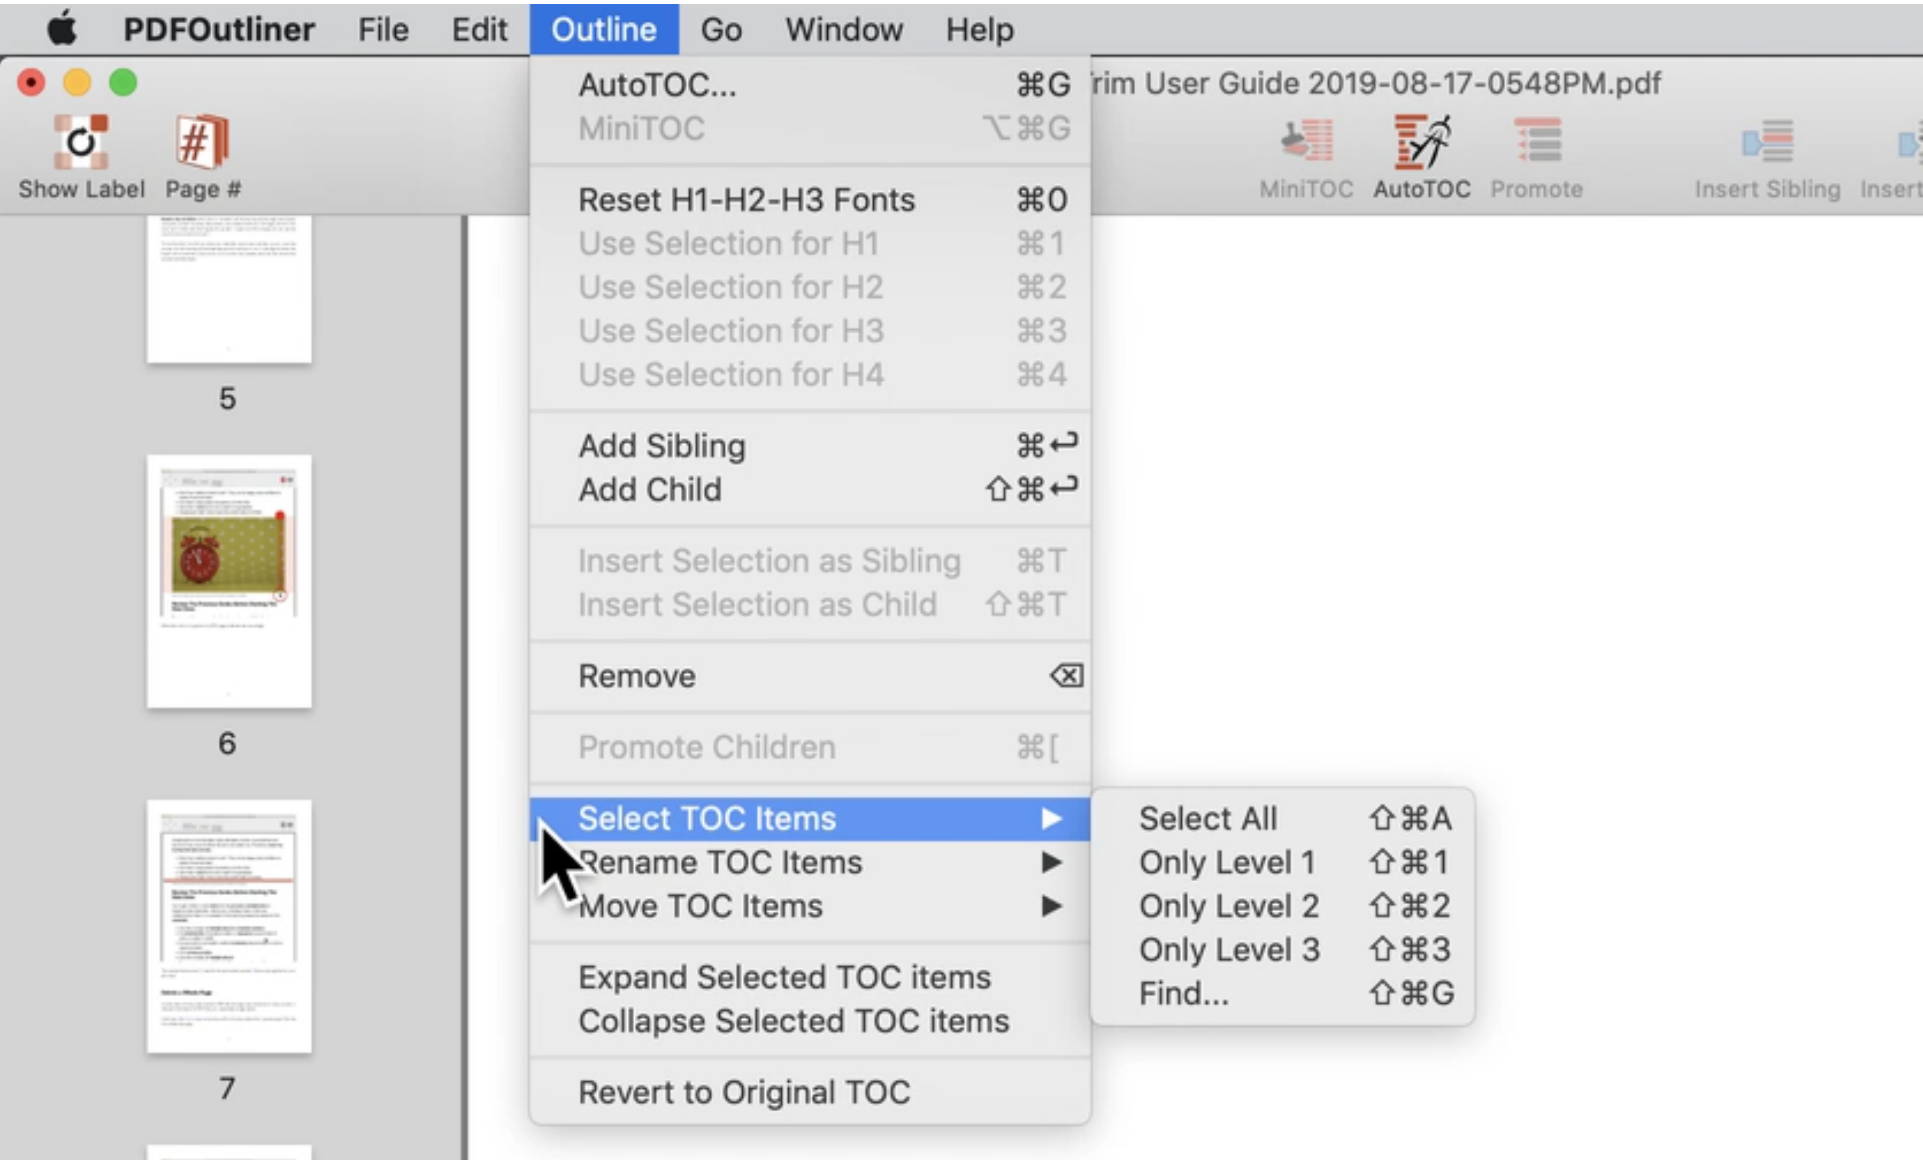 PDFOutliner File Edit Outline Go Window Help
rim User Guide 2019-08-17-0548PM.pdf
Show Label Page # MiniTOC AutoTOC Promote Insert Sibling Insert
AutoTOC... ⌘G
MiniTOC ⌥⌘G
Reset H1-H2-H3 Fonts ⌘0
Use Selection for H1 ⌘1
Use Selection for H2 ⌘2
Use Selection for H3 ⌘3
Use Selection for H4 ⌘4
Add Sibling ⌘↩
Add Child ⇧⌘↩
Insert Selection as Sibling ⌘T
Insert Selection as Child ⇧⌘T
Remove ⌫
Promote Children ⌘[
Select TOC Items ▶
Rename TOC Items ▶
Move TOC Items ▶
Expand Selected TOC items
Collapse Selected TOC items
Revert to Original TOC
Select All ⇧⌘A
Only Level 1 ⇧⌘1
Only Level 2 ⇧⌘2
Only Level 3 ⇧⌘3
Find... ⇧⌘G
5
6
7